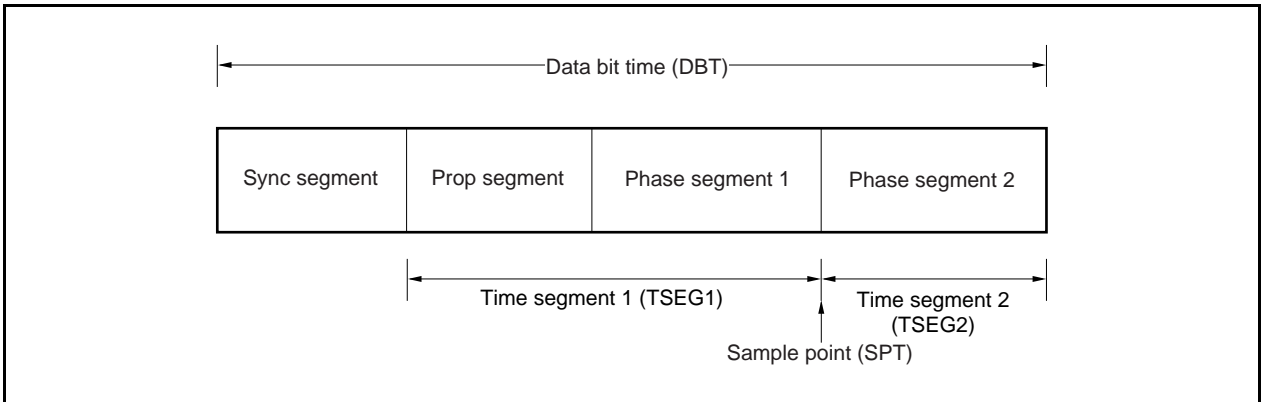 Data bit time (DBT)
Sync segment
Prop segment
Phase segment 1
Phase segment 2
Time segment 1 (TSEG1)
Time segment 2
(TSEG2)
Sample point (SPT)